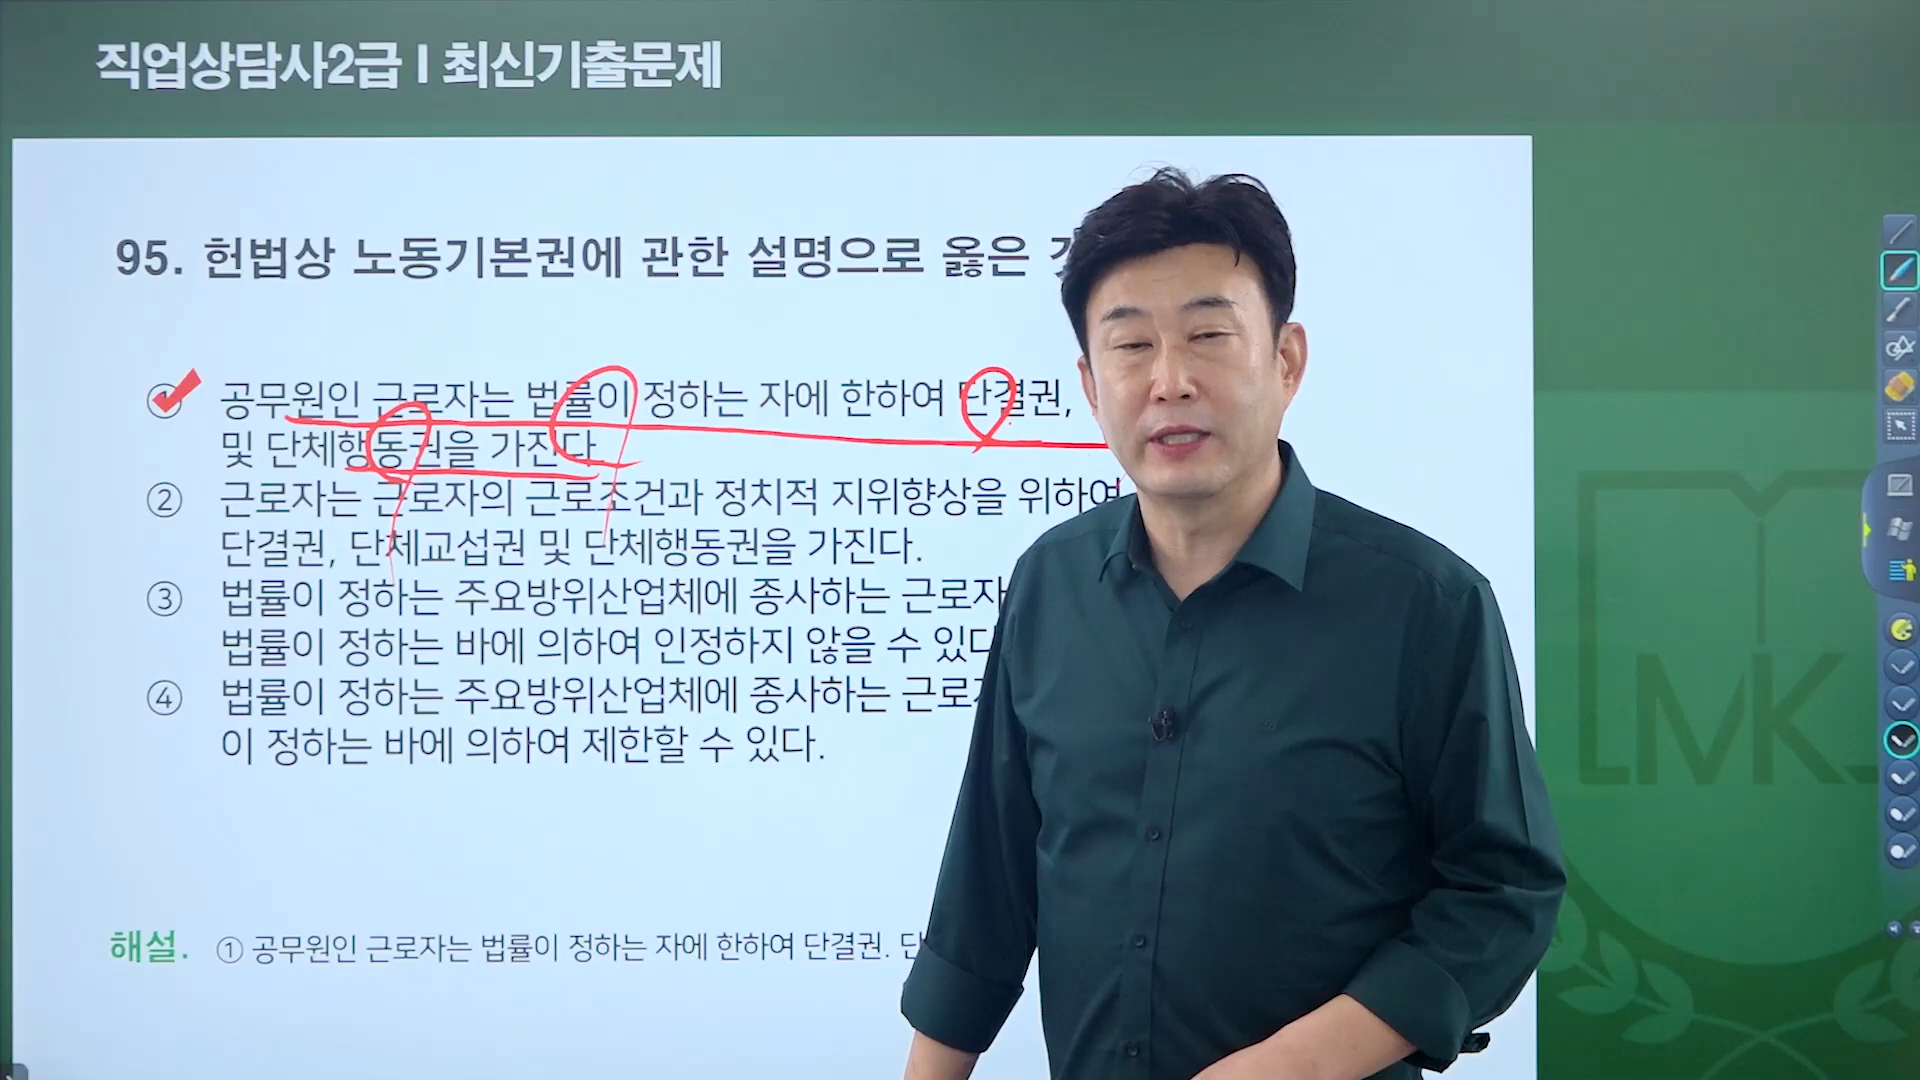 직업상담사2급 I 최신기출문제
95. 헌법상 노동기본권에 관한 설명으로 옳은
① 공무원인 근로자는 법률이 정하는 자에 한하여 단결권,
및 단체행동권을 가진다.
② 근로자는 근로자의 근로조건과 정치적 지위향상을 위하여
단결권, 단체교섭권 및 단체행동권을 가진다.
③ 법률이 정하는 주요방위산업체에 종사하는 근로자
법률이 정하는 바에 의하여 인정하지 않을 수 있다
④ 법률이 정하는 주요방위산업체에 종사하는 근로자
이 정하는 바에 의하여 제한할 수 있다.
해설. ① 공무원인 근로자는 법률이 정하는 자에 한하여 단결권. 단
MK